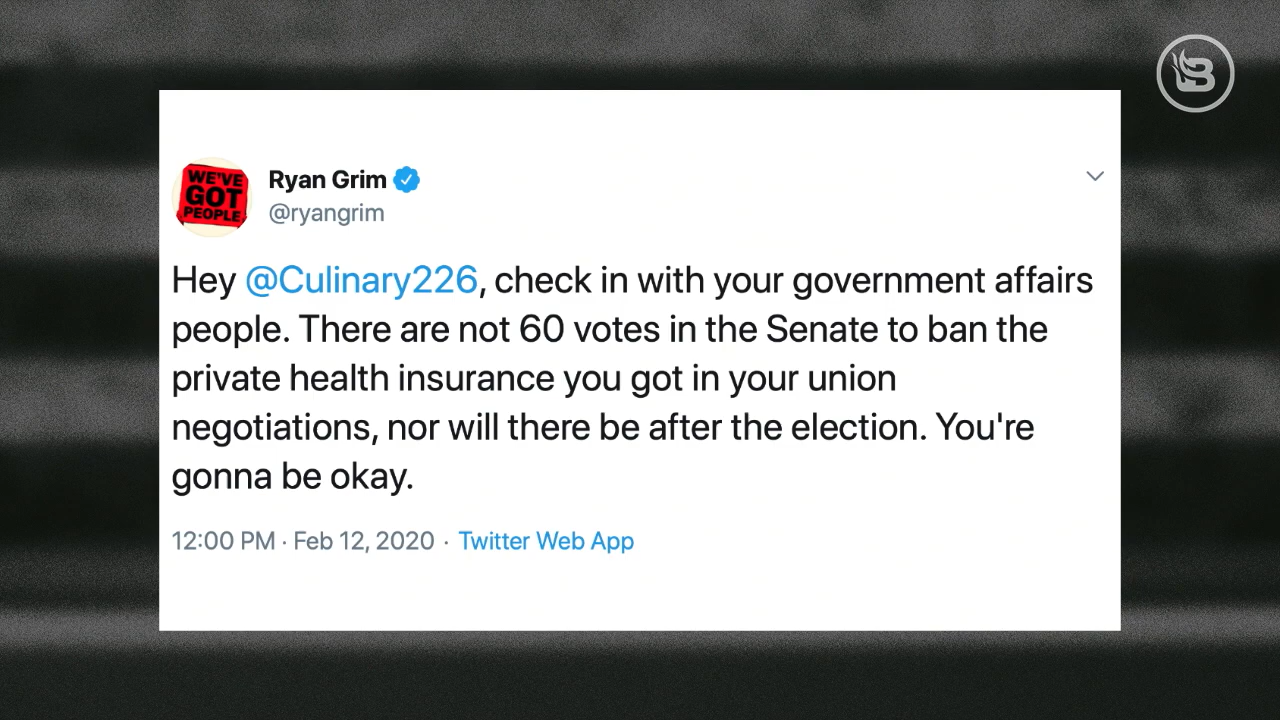 WE'VE
GOT
PEOPLE
Ryan Grim
@ryangrim
Hey @Culinary226, check in with your government affairs
people. There are not 60 votes in the Senate to ban the
private health insurance you got in your union
negotiations, nor will there be after the election. You're
gonna be okay.
12:00 PM · Feb 12, 2020 · Twitter Web App
B